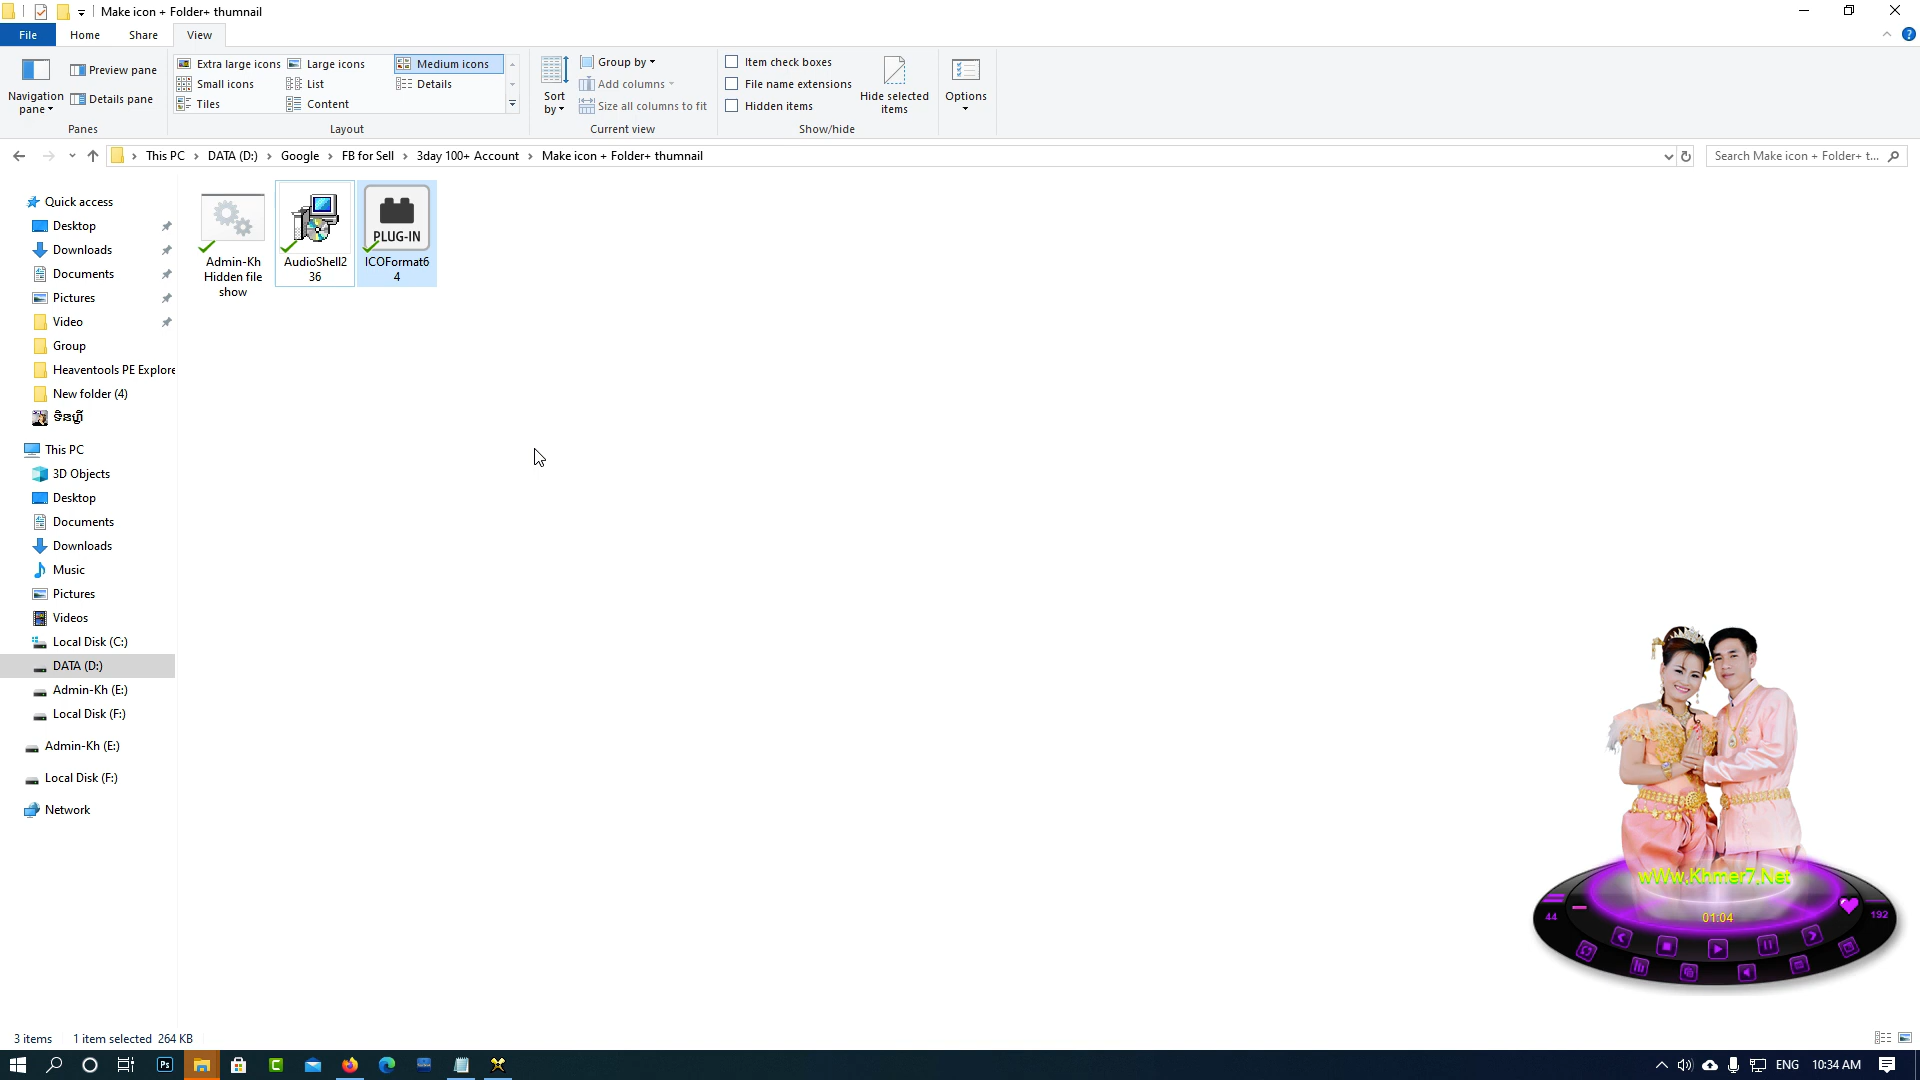 Make icon + Folder+ thumnail
File
Home
Share
View
Navigation pane
Preview pane
Details pane
Panes
Extra large icons
Large icons
Medium icons
Small icons
List
Details
Tiles
Content
Layout
Sort by
Group by
Add columns
Size all columns to fit
Current view
Item check boxes
File name extensions
Hidden items
Hide selected items
Show/hide
Options
This PC
DATA (D:)
Google
FB for Sell
3day 100+ Account
Make icon + Folder+ thumnail
Search Make icon + Folder+ t...
Quick access
Desktop
Downloads
Documents
Pictures
Video
Group
Heaventools PE Explore
New folder (4)
This PC
3D Objects
Desktop
Documents
Downloads
Music
Pictures
Videos
Local Disk (C:)
DATA (D:)
Admin-Kh (E:)
Local Disk (F:)
Admin-Kh (E:)
Local Disk (F:)
Network
Admin-Kh
Hidden file
show
AudioShell2
36
PLUG-IN
ICOFormat6
4
wWw.Khmer7.Net
44
01:04
192
3 items
1 item selected 264 KB
Ps
ENG
10:34 AM